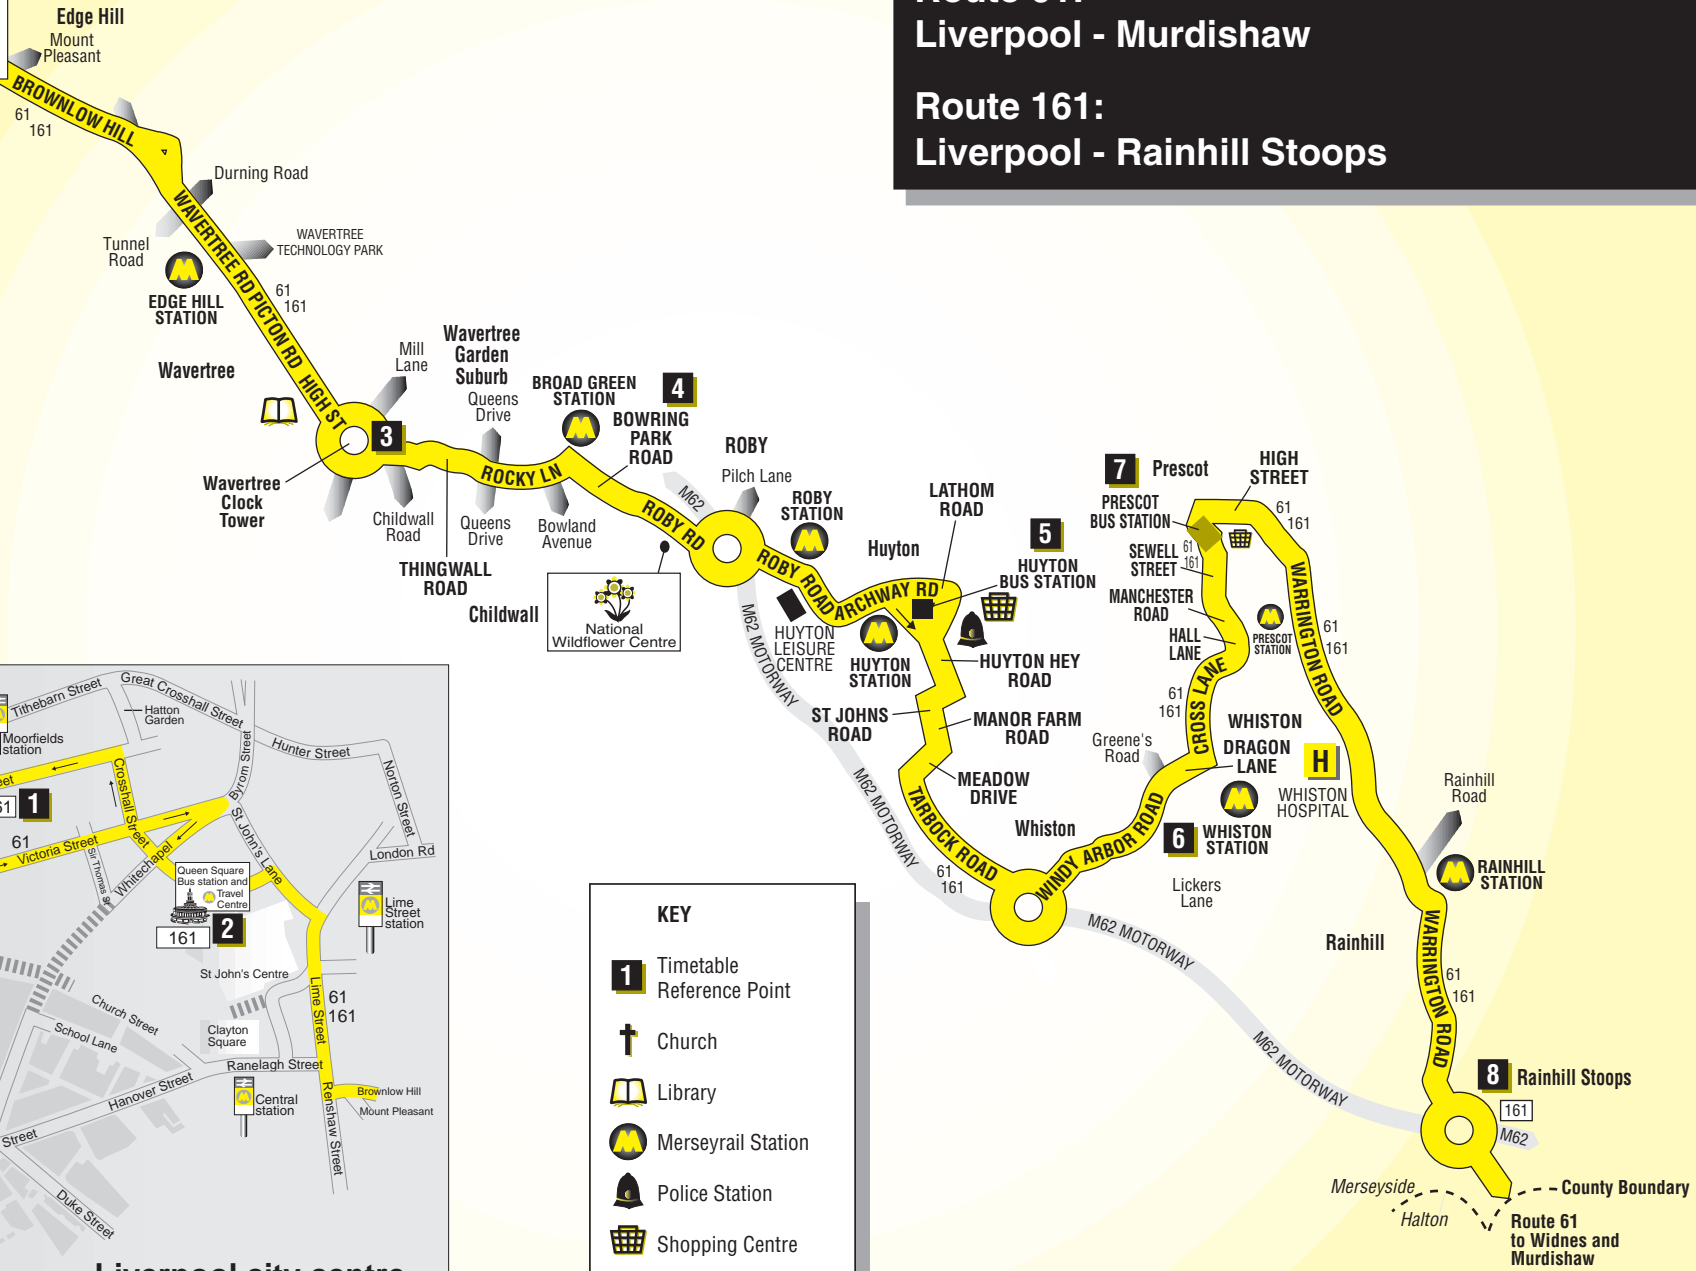 Liverpool - Murdishaw
Route 161:
Liverpool - Rainhill Stoops
Edge Hill
Mount
Pleasant
BROWNLOW HILL
61
161
Durning Road
WAVERTREE RD
Tunnel
Road
WAVERTREE
TECHNOLOGY PARK
EDGE HILL
STATION
PICTON RD
61
161
Wavertree
HIGH ST
Mill
Lane
3
Wavertree
Clock
Tower
Childwall
Road
Wavertree
Garden
Suburb
Queens
Drive
THINGWALL
ROAD
Queens
Drive
ROCKY LN
BROAD GREEN
STATION
Bowland
Avenue
4
BOWRING
PARK
ROAD
Childwall
National
Wildflower Centre
ROBY RD
M62
ROBY
Pilch Lane
ROBY
STATION
ROBY ROAD
HUYTON
LEISURE
CENTRE
ARCHWAY RD
Huyton
LATHOM
ROAD
5
HUYTON
BUS STATION
HUYTON
STATION
HUYTON HEY
ROAD
ST JOHNS
ROAD
MANOR FARM
ROAD
MEADOW
DRIVE
TARBOCK ROAD
61
161
M62 MOTORWAY
M62 MOTORWAY
Whiston
WINDY ARBOR ROAD
6
WHISTON
STATION
Lickers
Lane
Greene's
Road
DRAGON
LANE
WHISTON
H
WHISTON
HOSPITAL
CROSS LANE
61
161
HALL
LANE
MANCHESTER
ROAD
SEWELL
STREET
61
161
PRESCOT
STATION
7
Prescot
PRESCOT
BUS STATION
HIGH
STREET
61
161
WARRINGTON ROAD
61
161
Rainhill
Road
RAINHILL
STATION
Rainhill
WARRINGTON ROAD
61
161
M62 MOTORWAY
M62 MOTORWAY
8
Rainhill Stoops
161
M62
Merseyside
Halton
County Boundary
Route 61
to Widnes and
Murdishaw
KEY
1
Timetable
Reference Point
Church
Library
Merseyrail Station
Police Station
Shopping Centre
Tithebarn Street
Great Crosshall Street
Hatton
Garden
Moorfields
station
Hunter Street
Byrom Street
Norton Street
Crosshall Street
1
61
Victoria Street
Sir Thomas St
Whitechapel
St John's Lane
London Rd
Queen Square
Bus station and
Travel
Centre
161
2
Lime
Street
station
St John's Centre
Lime Street
61
161
Church Street
School Lane
Clayton
Square
Ranelagh Street
Hanover Street
Central
station
Renshaw Street
Brownlow Hill
Mount Pleasant
Street
Duke Street